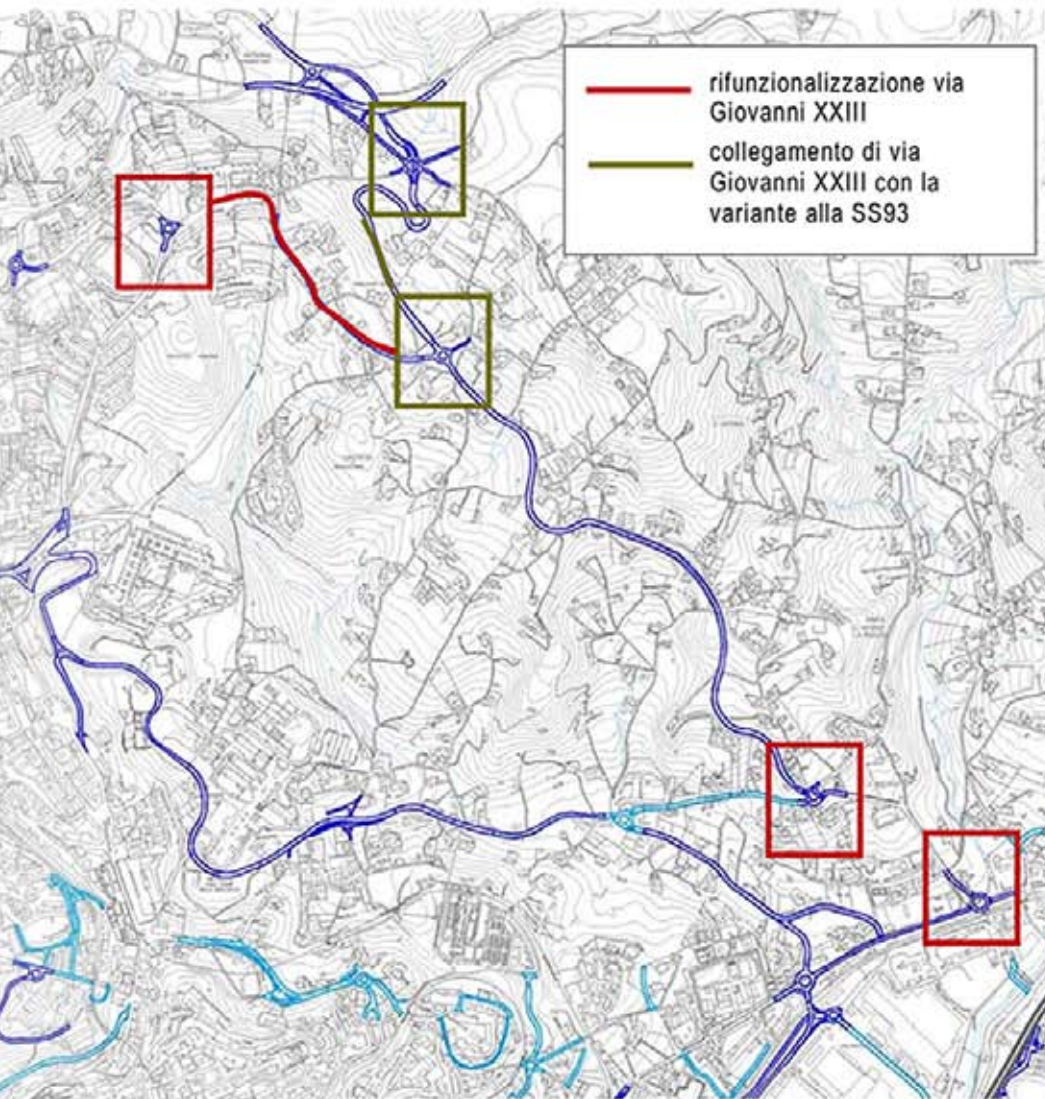 rifunzionalizzazione via
Giovanni XXIII
collegamento di via
Giovanni XXIII con la
variante alla SS93